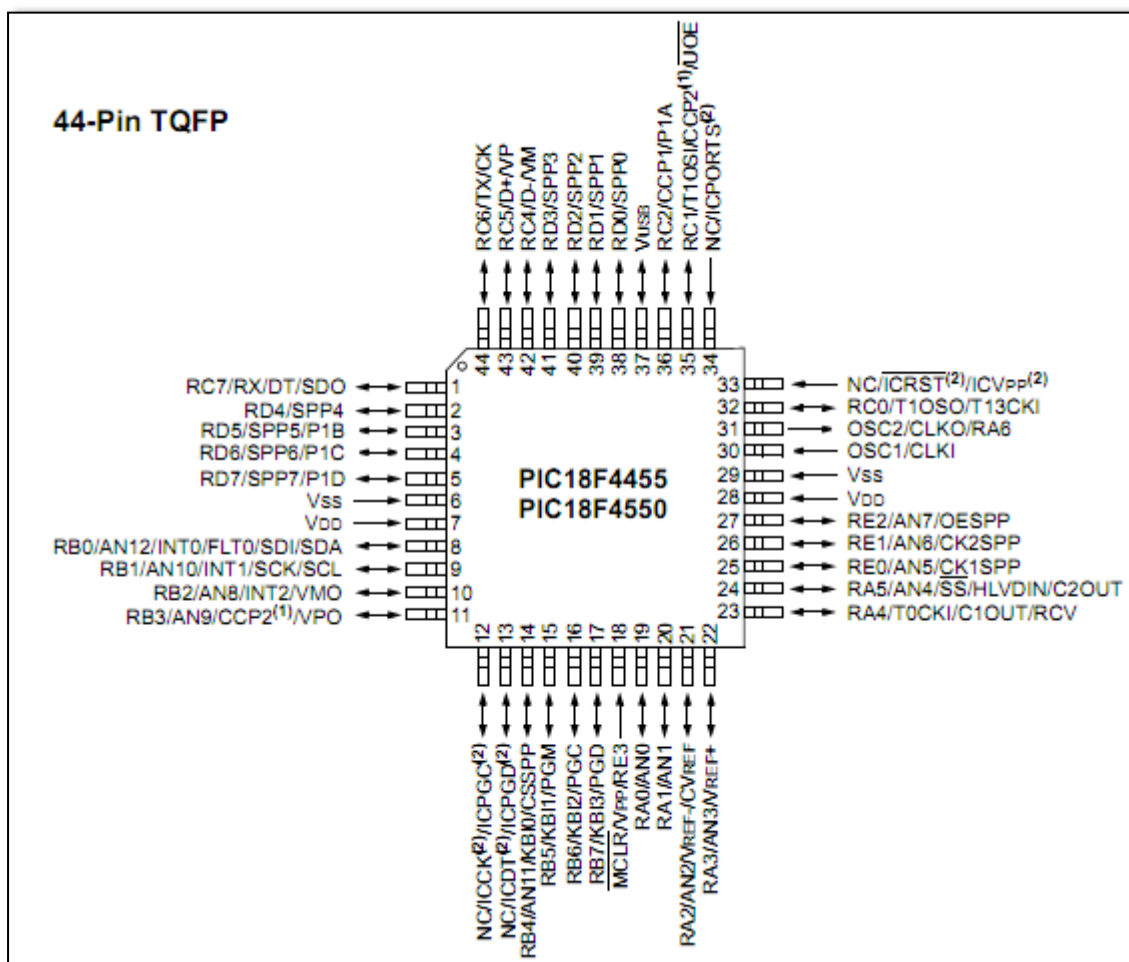 44-Pin TQFP
RC6/TX/CK
RC5/D+/VP
RC4/D-/VM
RD3/SPP3
RD2/SPP2
RD1/SPP1
RD0/SPP0
VUSB
RC2/CCP1/P1A
RC1/T1OSI/CCP2(1)/UOE
NC/ICPORTS(2)
44 43 42 41 40 39 38 37 36 35 34
RC7/RX/DT/SDO 1
RD4/SPP4 2
RD5/SPP5/P1B 3
RD6/SPP6/P1C 4
RD7/SPP7/P1D 5
VSS 6
VDD 7
RB0/AN12/INT0/FLT0/SDI/SDA 8
RB1/AN10/INT1/SCK/SCL 9
RB2/AN8/INT2/VMO 10
RB3/AN9/CCP2(1)/VPO 11
PIC18F4455
PIC18F4550
33 NC/ICRST(2)/ICVPP(2)
32 RC0/T1OSO/T13CKI
31 OSC2/CLKO/RA6
30 OSC1/CLKI
29 VSS
28 VDD
27 RE2/AN7/OESPP
26 RE1/AN6/CK2SPP
25 RE0/AN5/CK1SPP
24 RA5/AN4/SS/HLVDIN/C2OUT
23 RA4/T0CKI/C1OUT/RCV
12 13 14 15 16 17 18 19 20 21 22
NC/ICCK(2)/ICPGC(2)
NC/ICDT(2)/ICPGD(2)
RB4/AN11/KBI0/CSSPP
RB5/KBI1/PGM
RB6/KBI2/PGC
RB7/KBI3/PGD
MCLR/VPP/RE3
RA0/AN0
RA1/AN1
RA2/AN2/VREF-/CVREF
RA3/AN3/VREF+